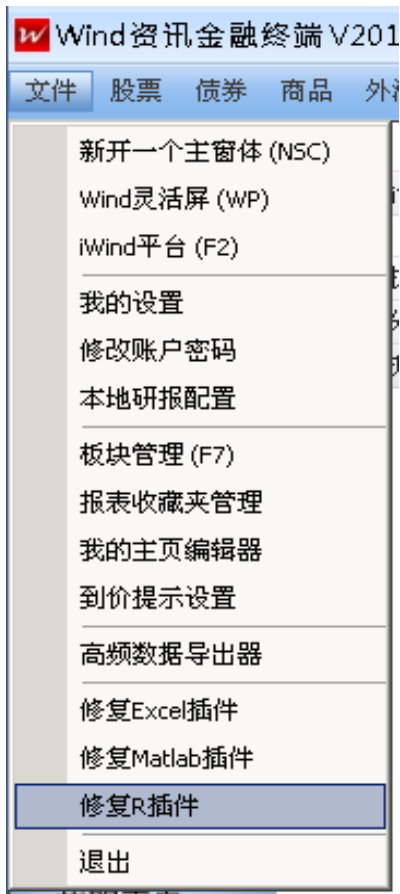 Wind资讯金融终端V201
文件 股票 债券 商品
新开一个主窗体 (NSC)
Wind灵活屏 (WP)
iWind平台 (F2)
我的设置
修改账户密码
本地研报配置
板块管理 (F7)
报表收藏夹管理
我的主页编辑器
到价提示设置
高频数据导出器
修复Excel插件
修复Matlab插件
修复R插件
退出